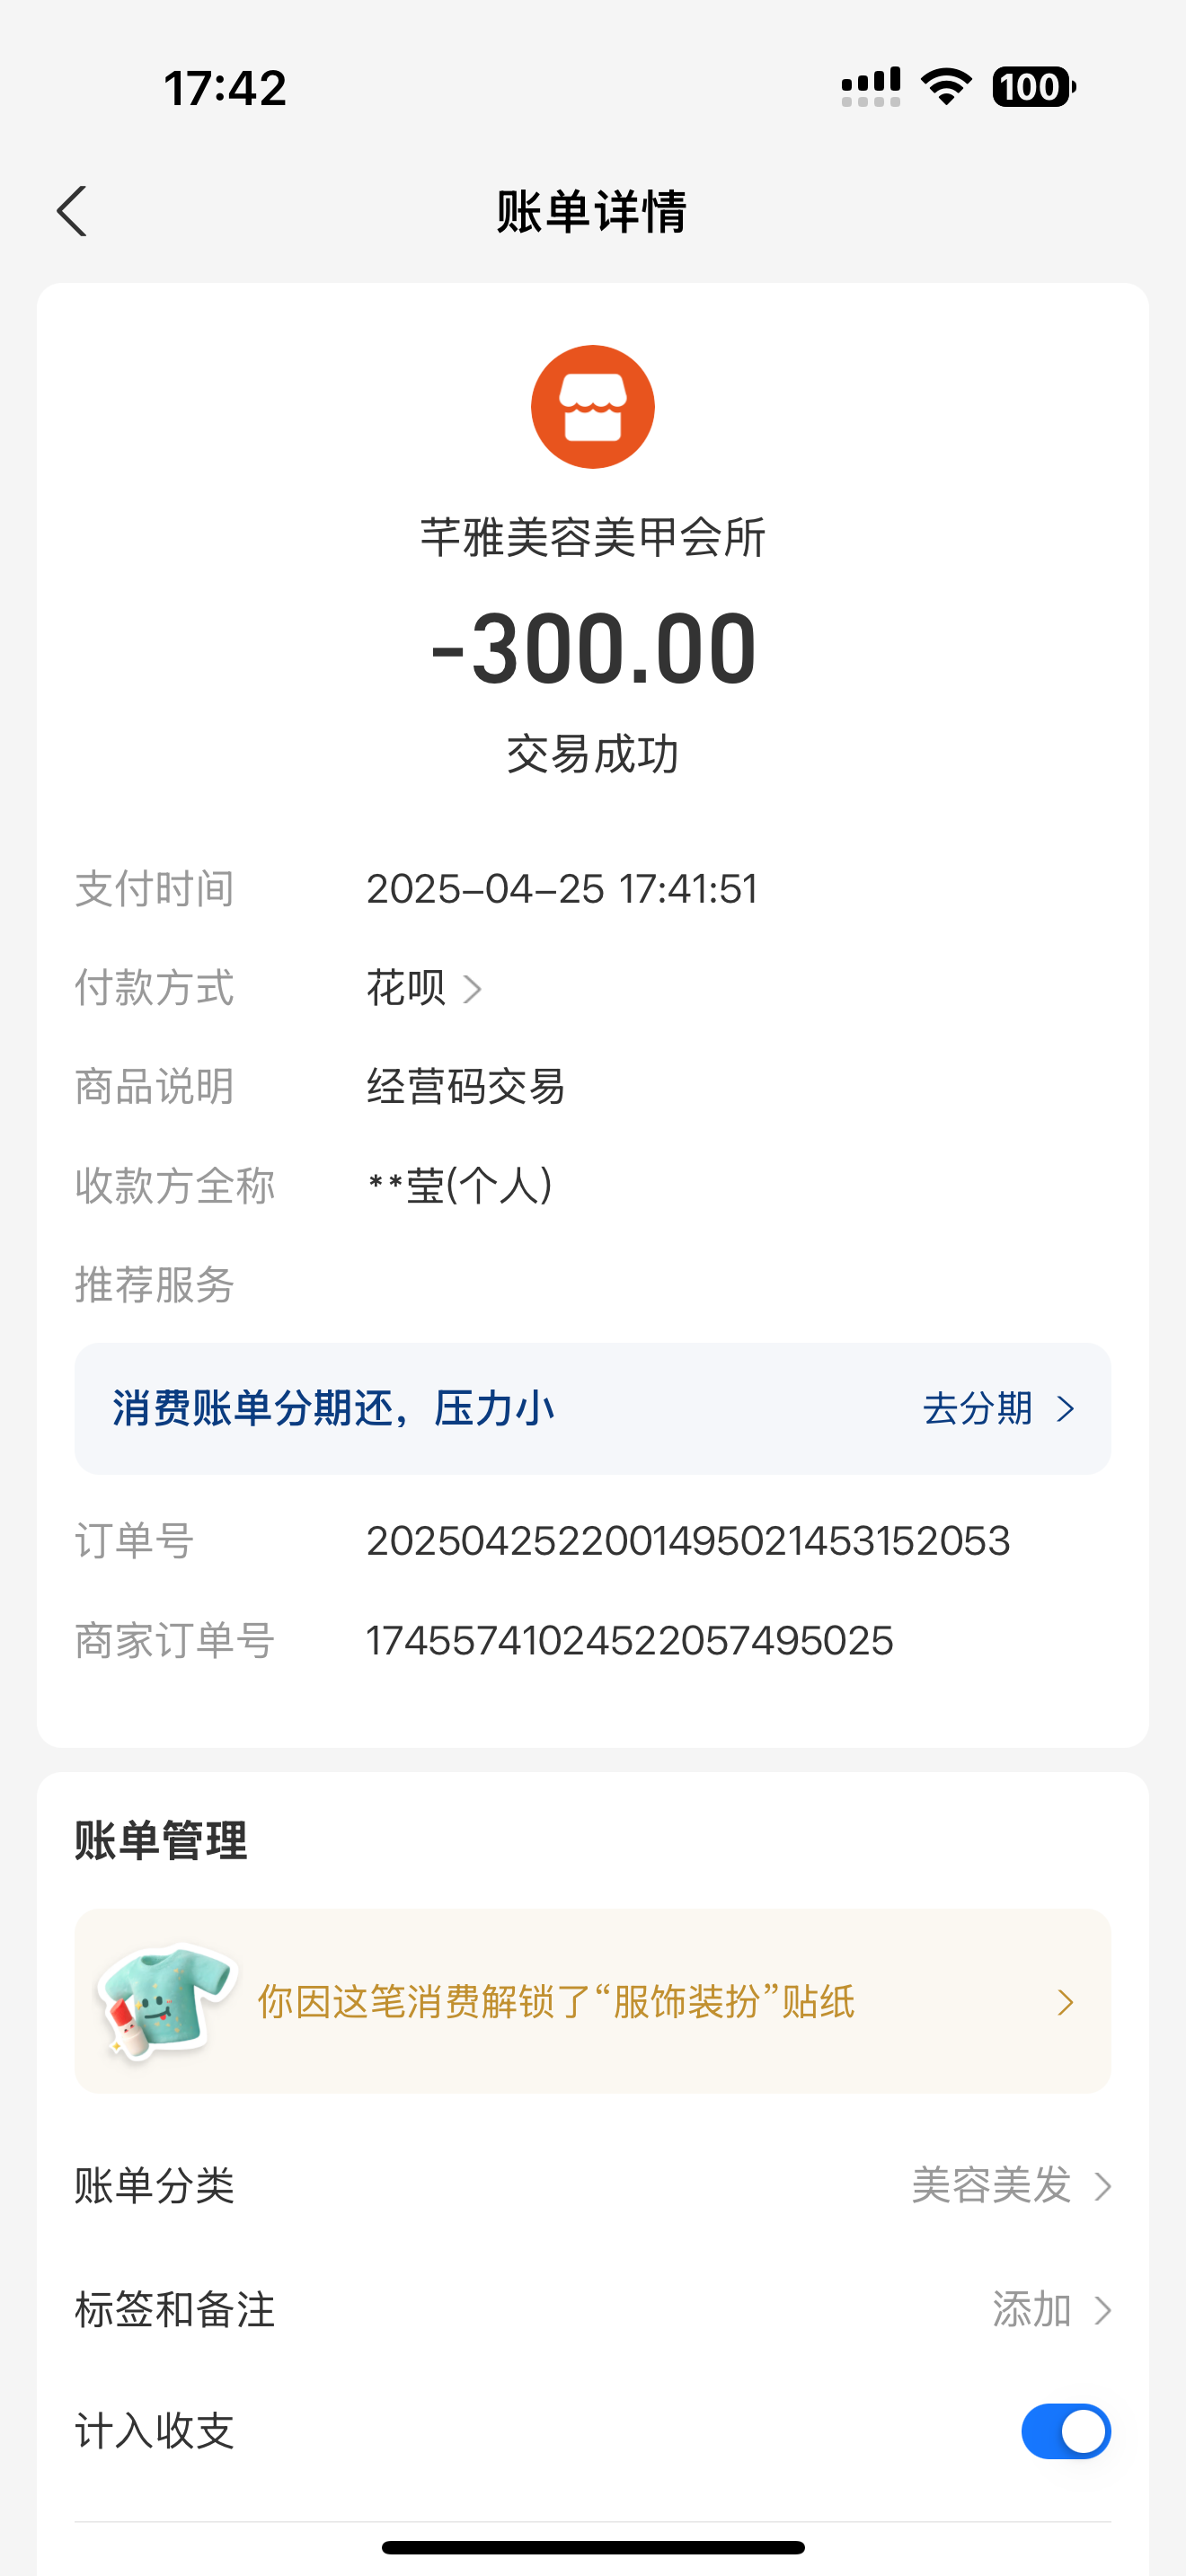 17:42
100
账单详情
芊雅美容美甲会所
-300.00
交易成功
支付时间 2025-04-25 17:41:51
付款方式 花呗
商品说明 经营码交易
收款方全称 **莹(个人)
推荐服务
消费账单分期还，压力小 去分期
订单号 2025042522001495021453152053
商家订单号 17455741024522057495025
账单管理
你因这笔消费解锁了“服饰装扮”贴纸
账单分类 美容美发
标签和备注 添加
计入收支